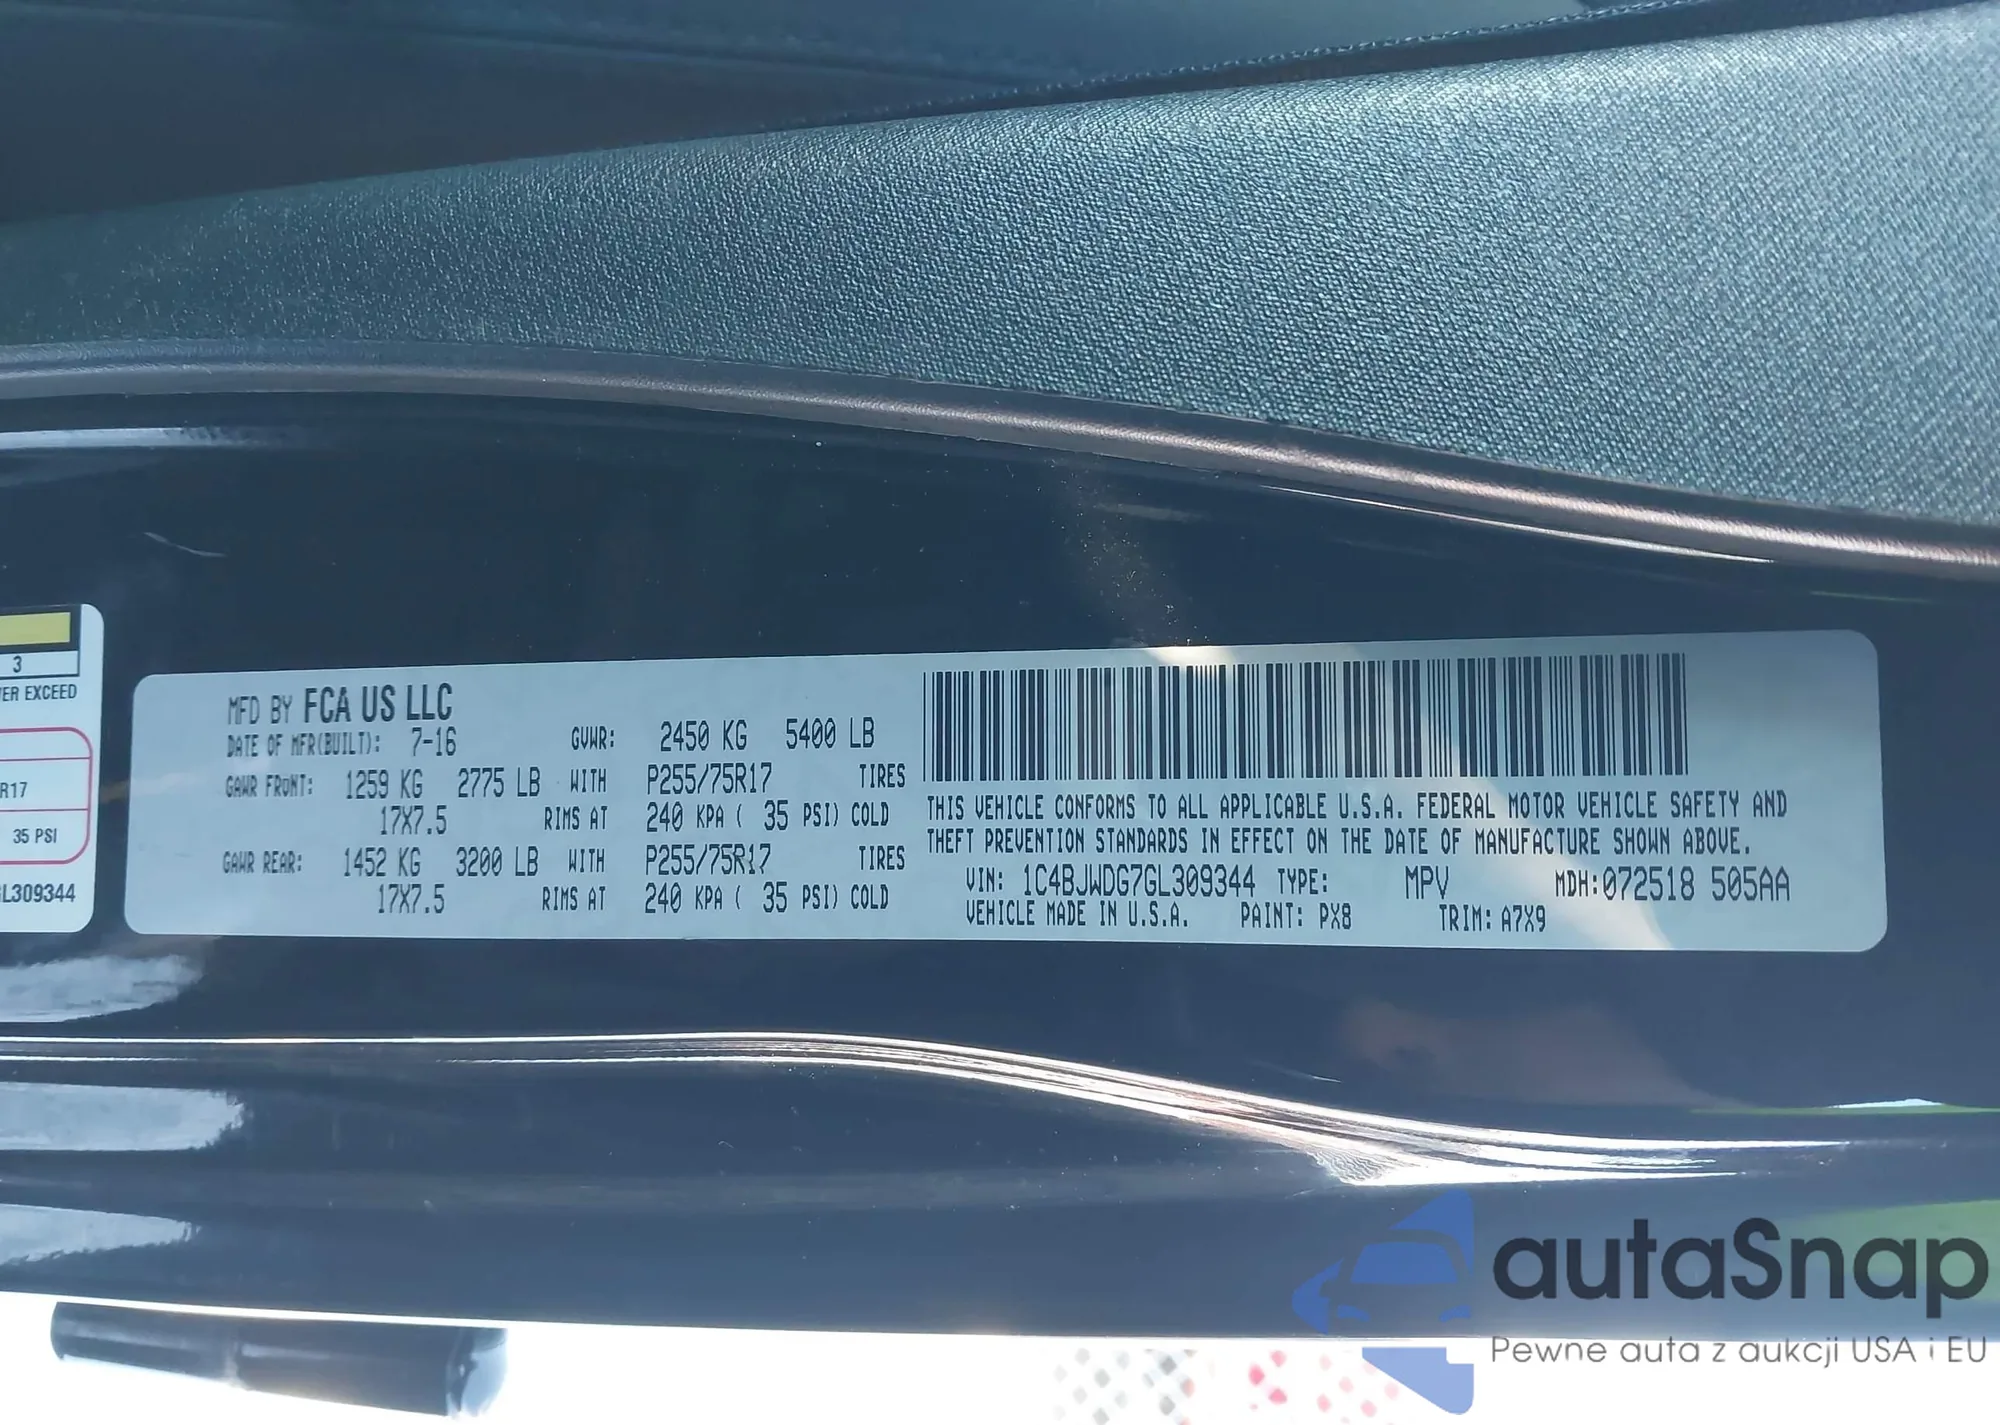 3
VER EXCEED
R17
35 PSI
GL309344
MFD BY FCA US LLC
DATE OF MFR(BUILT): 7-16 GVWR: 2450 KG 5400 LB
GAWR FRONT: 1259 KG 2775 LB WITH P255/75R17 TIRES
17X7.5 RIMS AT 240 KPA ( 35 PSI) COLD
GAWR REAR: 1452 KG 3200 LB WITH P255/75R17 TIRES
17X7.5 RIMS AT 240 KPA ( 35 PSI) COLD
THIS VEHICLE CONFORMS TO ALL APPLICABLE U.S.A. FEDERAL MOTOR VEHICLE SAFETY AND
THEFT PREVENTION STANDARDS IN EFFECT ON THE DATE OF MANUFACTURE SHOWN ABOVE.
VIN: 1C4BJWDG7GL309344 TYPE: MPV MDH:072518 505AA
VEHICLE MADE IN U.S.A. PAINT: PX8 TRIM: A7X9
autaSnap
Pewne auta z aukcji USA i EU